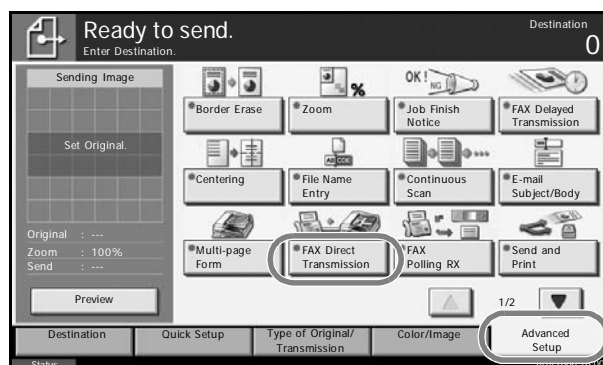 Ready to send.
Enter Destination.
Destination
0
Sending Image
Set Original.
Original : ---
Zoom : 100%
Send : ---
Preview
OK! NG
%
ABCDE
Border Erase
Zoom
Job Finish
Notice
FAX Delayed
Transmission
Centering
File Name
Entry
Continuous
Scan
E-mail
Subject/Body
Multi-page
Form
FAX Direct
Transmission
FAX
Polling RX
Send and
Print
1/2
Destination
Quick Setup
Type of Original/
Transmission
Color/Image
Advanced
Setup
Status